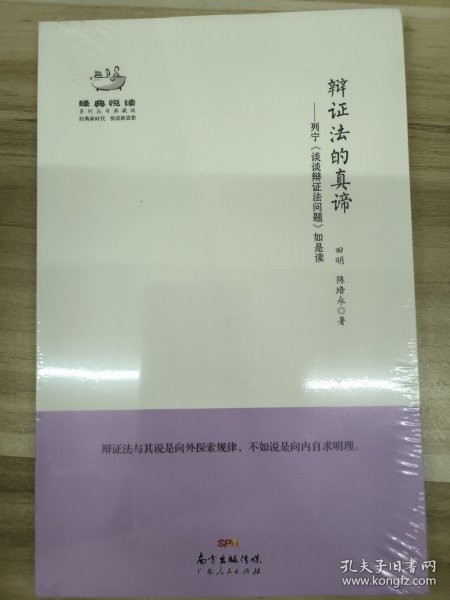 经典悦读
系列丛书典藏版
经典新时代 悦读新思想
辩证法的真谛
——列宁《谈谈辩证法问题》如是读
田明 陈培永◎著
辩证法与其说是向外探索规律，不如说是向内自求明理。
SPM
南方出版传媒
广东人民出版社
孔夫子旧书网
www.kongfz.com